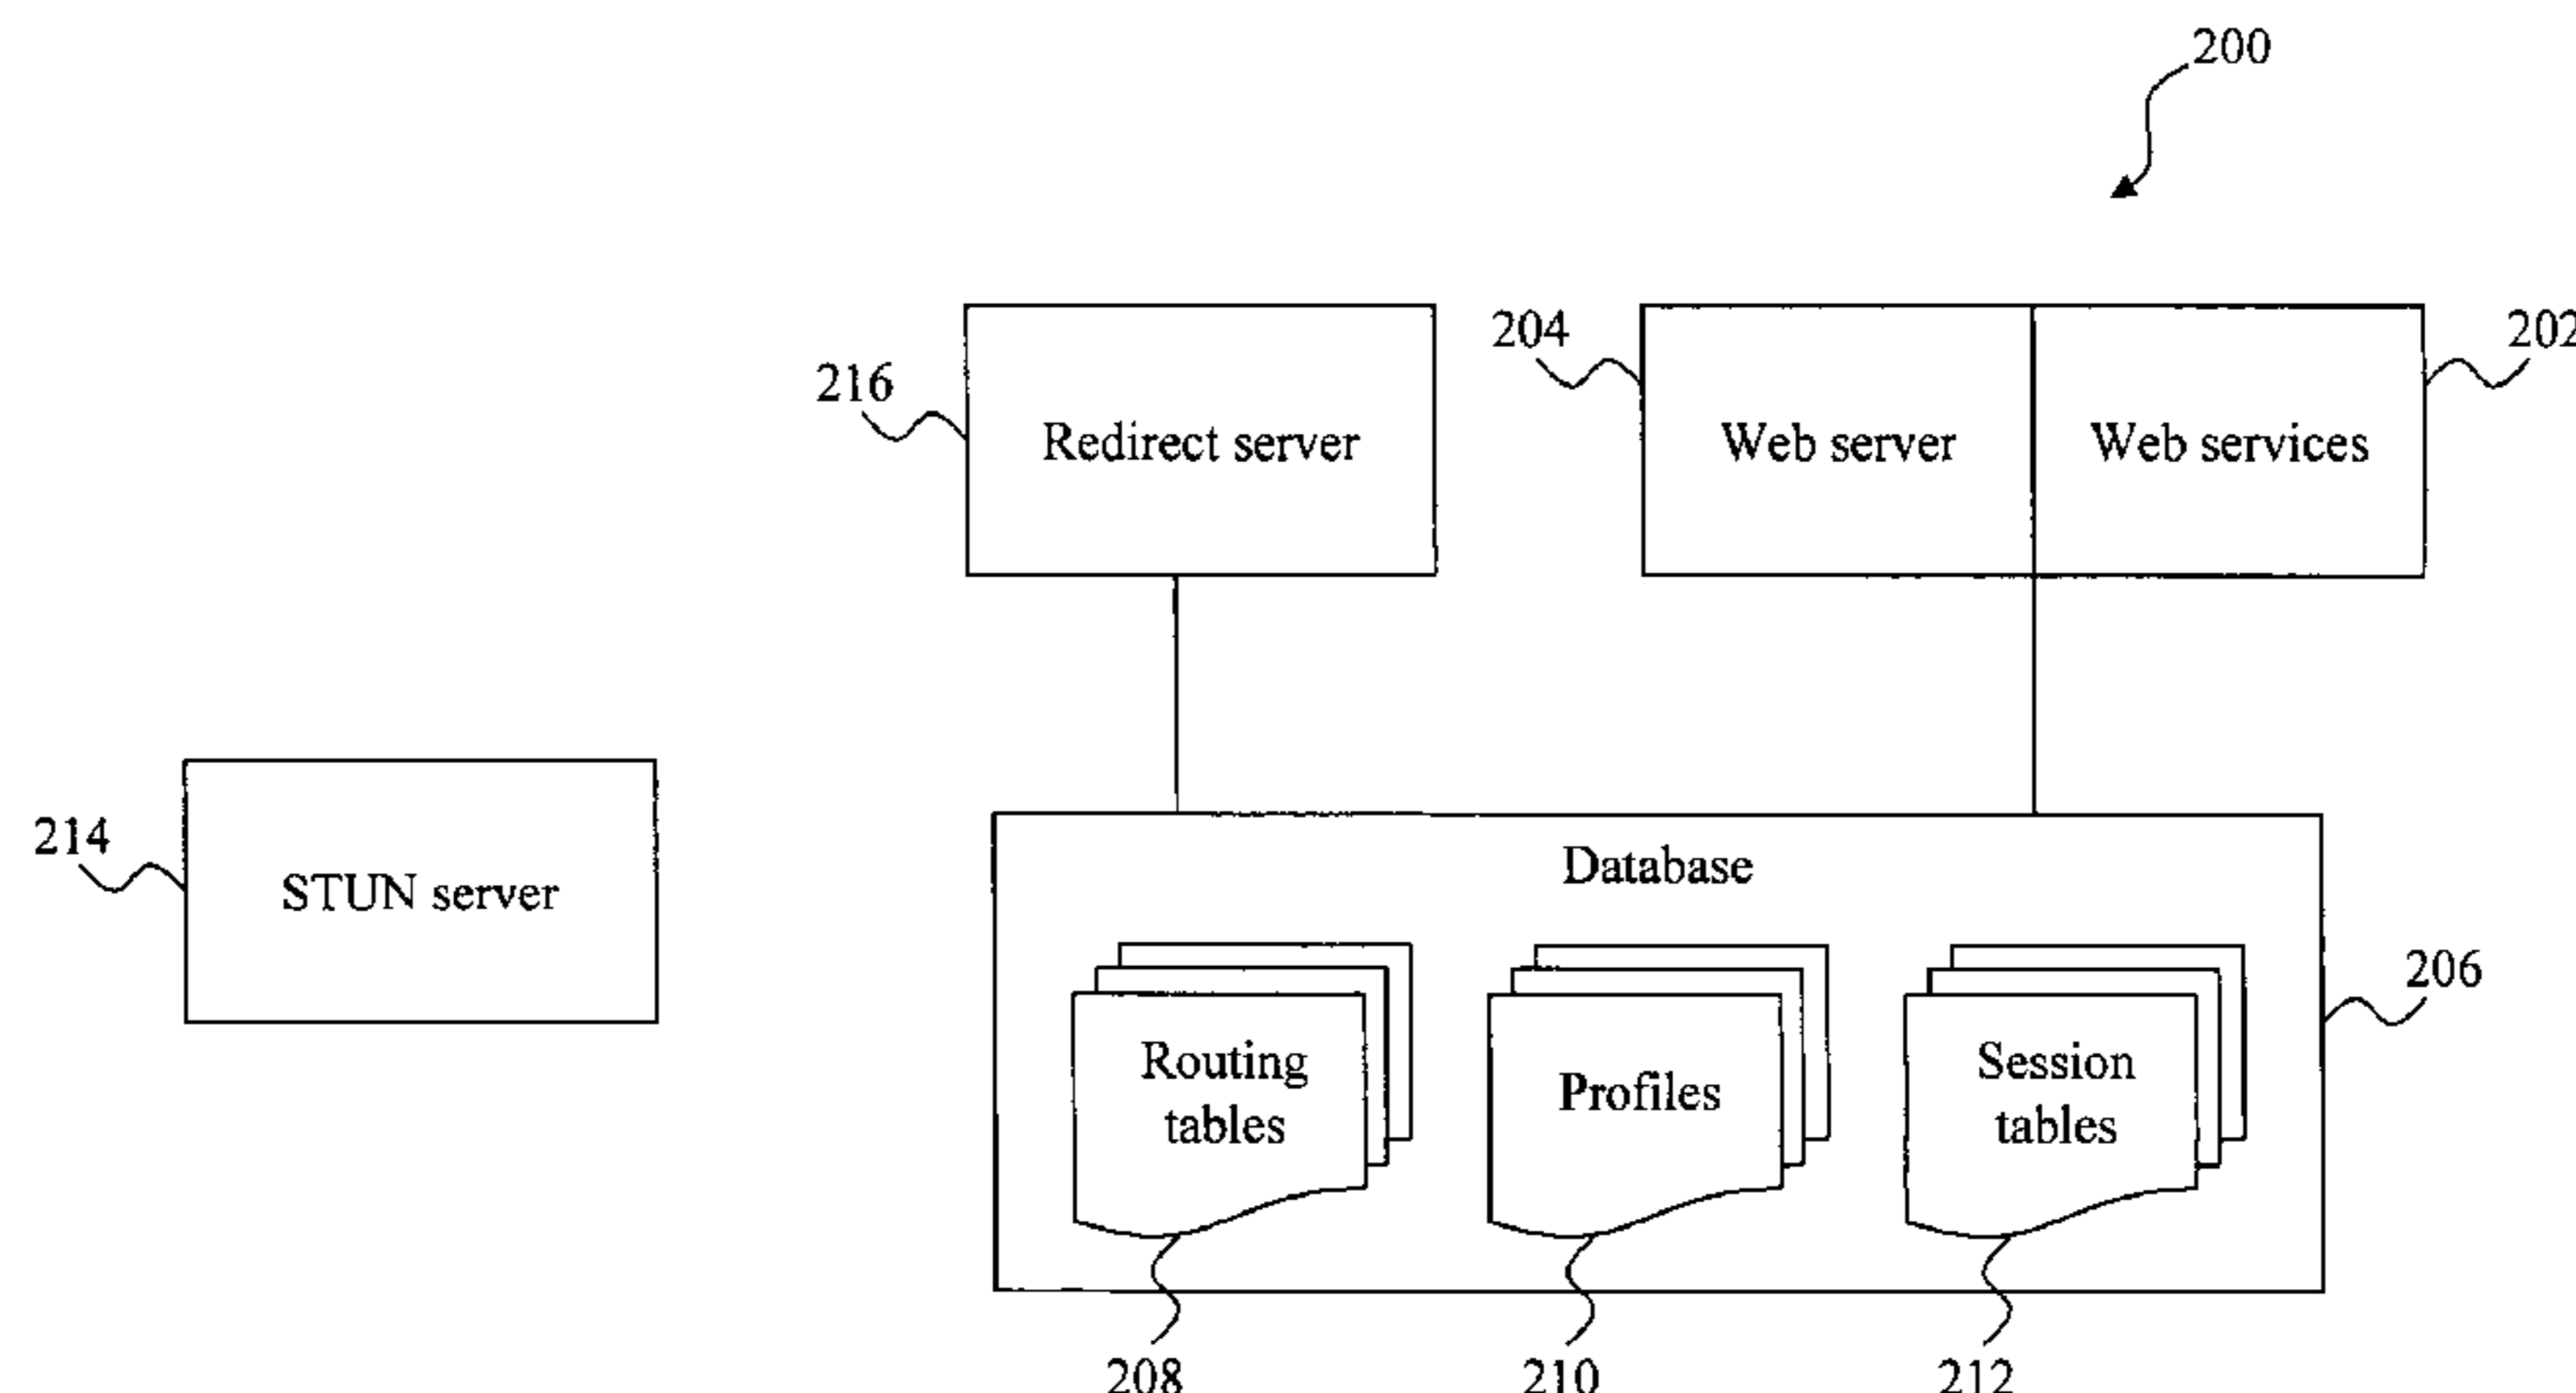 200
204
202
216
Redirect server
Web server
Web services
214
STUN server
Database
206
Routing
tables
Profiles
Session
tables
208
210
212